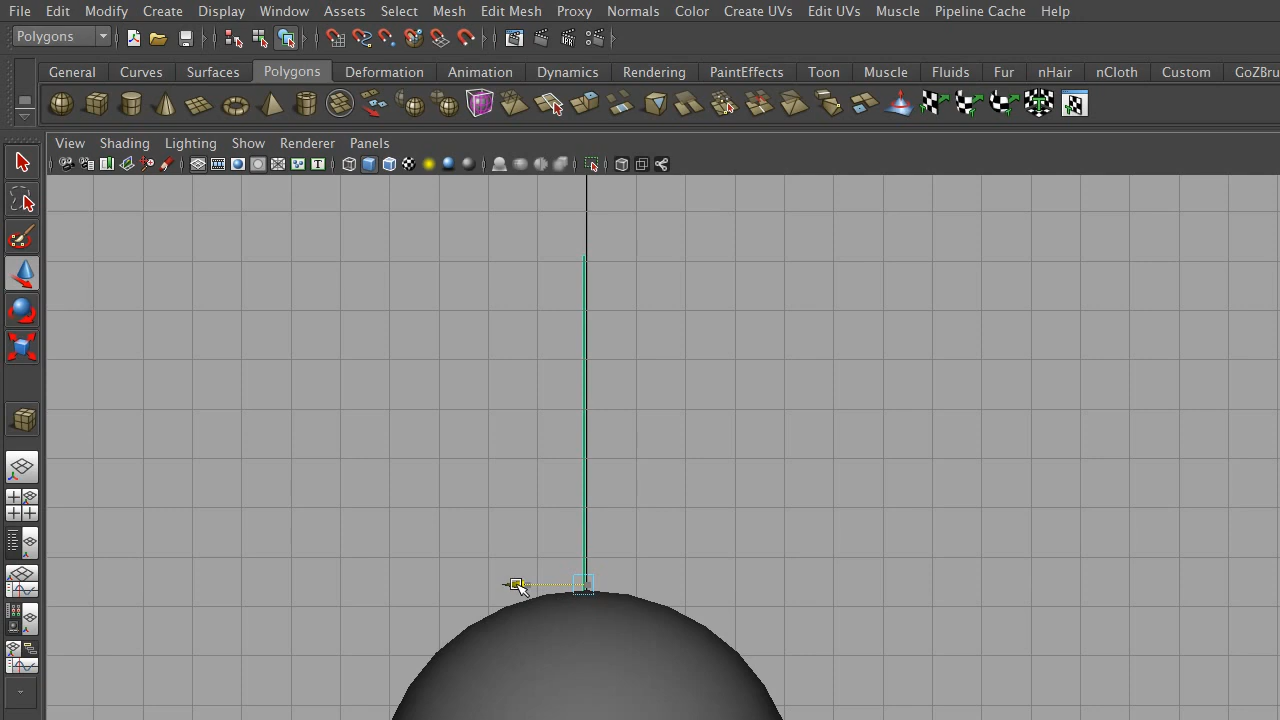 File Edit Modify Create Display Window Assets Select Mesh Edit Mesh Proxy Normals Color Create UVs Edit UVs Muscle Pipeline Cache Help
Polygons
General Curves Surfaces Polygons Deformation Animation Dynamics Rendering PaintEffects Toon Muscle Fluids Fur nHair nCloth Custom GoZBru
View Shading Lighting Show Renderer Panels
T